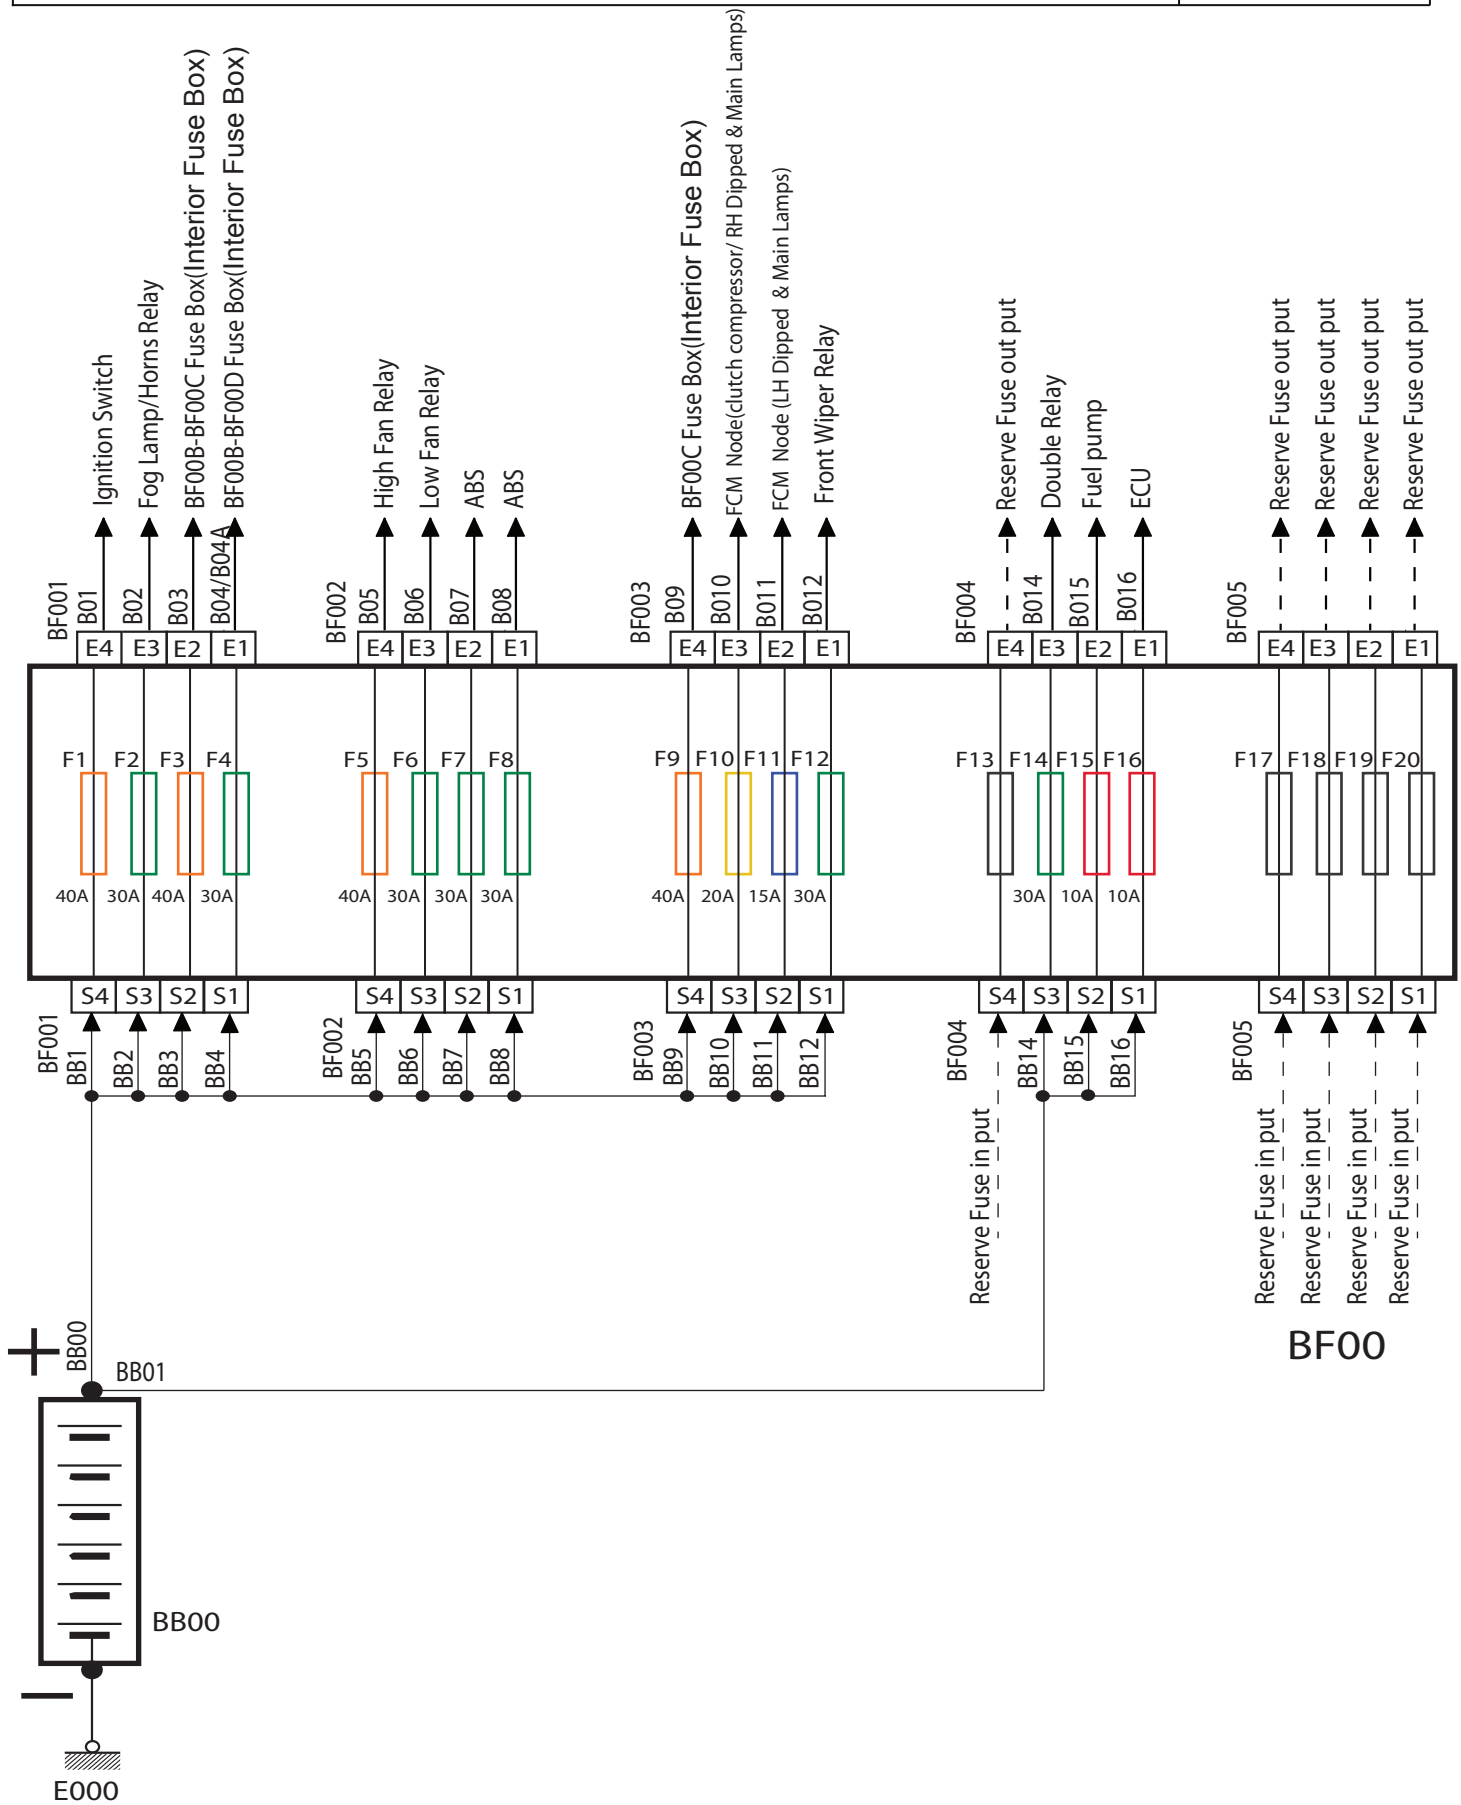 Ignition Switch
Fog Lamp/Horns Relay
BF00B-BF00C Fuse Box(Interior Fuse Box)
BF00B-BF00D Fuse Box(Interior Fuse Box)
High Fan Relay
Low Fan Relay
ABS
ABS
BF00C Fuse Box(Interior Fuse Box)
FCM Node(clutch compressor/ RH Dipped & Main Lamps)
FCM Node (LH Dipped & Main Lamps)
Front Wiper Relay
Reserve Fuse out put
Double Relay
Fuel pump
ECU
Reserve Fuse out put
Reserve Fuse out put
Reserve Fuse out put
Reserve Fuse out put
BF001 B01 B02 B03 B04/B04A
BF002 B05 B06 B07 B08
BF003 B09 B010 B011 B012
BF004 B014 B015 B016
BF005
E4 E3 E2 E1
E4 E3 E2 E1
E4 E3 E2 E1
E4 E3 E2 E1
E4 E3 E2 E1
F1 F2 F3 F4
F5 F6 F7 F8
F9 F10 F11 F12
F13 F14 F15 F16
F17 F18 F19 F20
40A 30A 40A 30A
40A 30A 30A 30A
40A 20A 15A 30A
30A 10A 10A
S4 S3 S2 S1
S4 S3 S2 S1
S4 S3 S2 S1
S4 S3 S2 S1
S4 S3 S2 S1
BF001 BB1 BB2 BB3 BB4
BF002 BB5 BB6 BB7 BB8
BF003 BB9 BB10 BB11 BB12
BF004 BB14 BB15 BB16
BF005
Reserve Fuse in put
Reserve Fuse in put
Reserve Fuse in put
Reserve Fuse in put
Reserve Fuse in put
BF00
+
BB00
BB01
BB00
—
E000